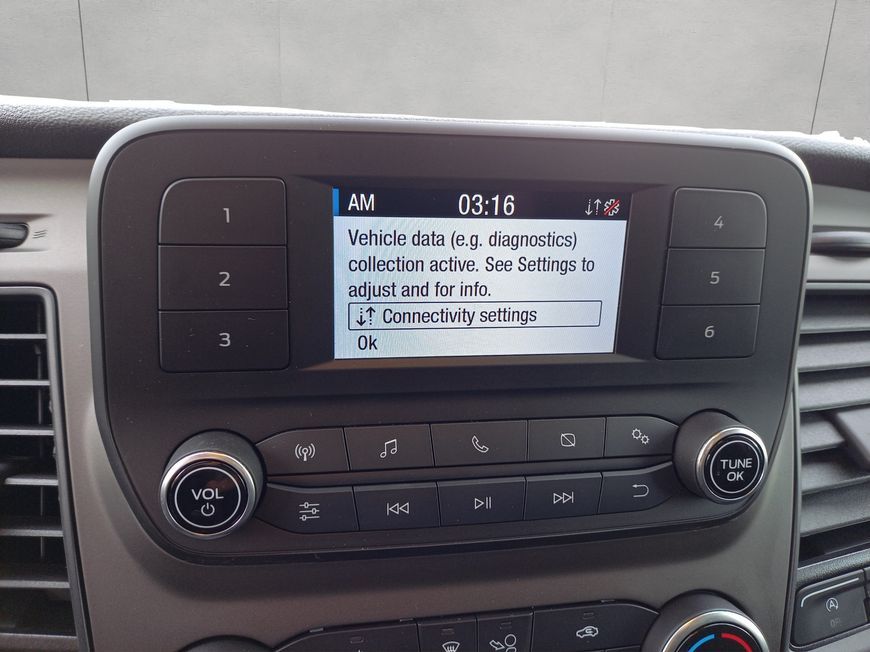 AM 03:16
Vehicle data (e.g. diagnostics)
collection active. See Settings to
adjust and for info.
Connectivity settings
Ok
1
2
3
4
5
6
VOL
TUNE
OK
OFF